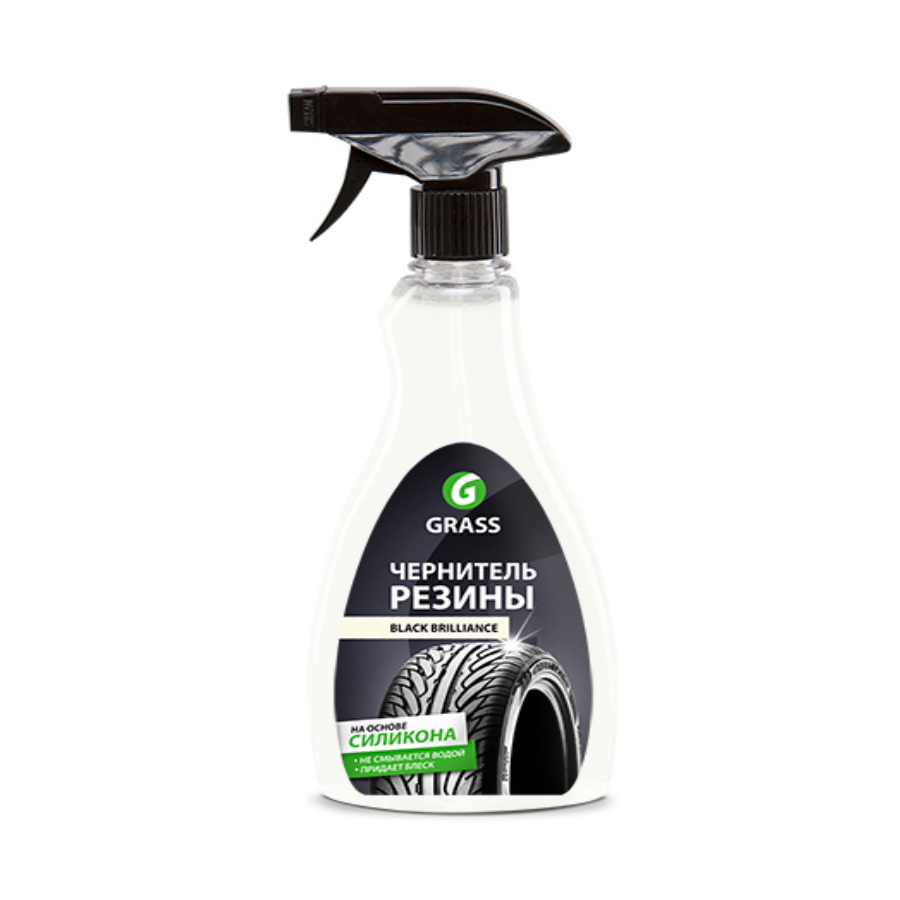 G
GRASS
ЧЕРНИТЕЛЬ
РЕЗИНЫ
BLACK BRILLIANCE
НА ОСНОВЕ
СИЛИКОНА
• НЕ СМЫВАЕТСЯ ВОДОЙ
• ПРИДАЕТ БЛЕСК